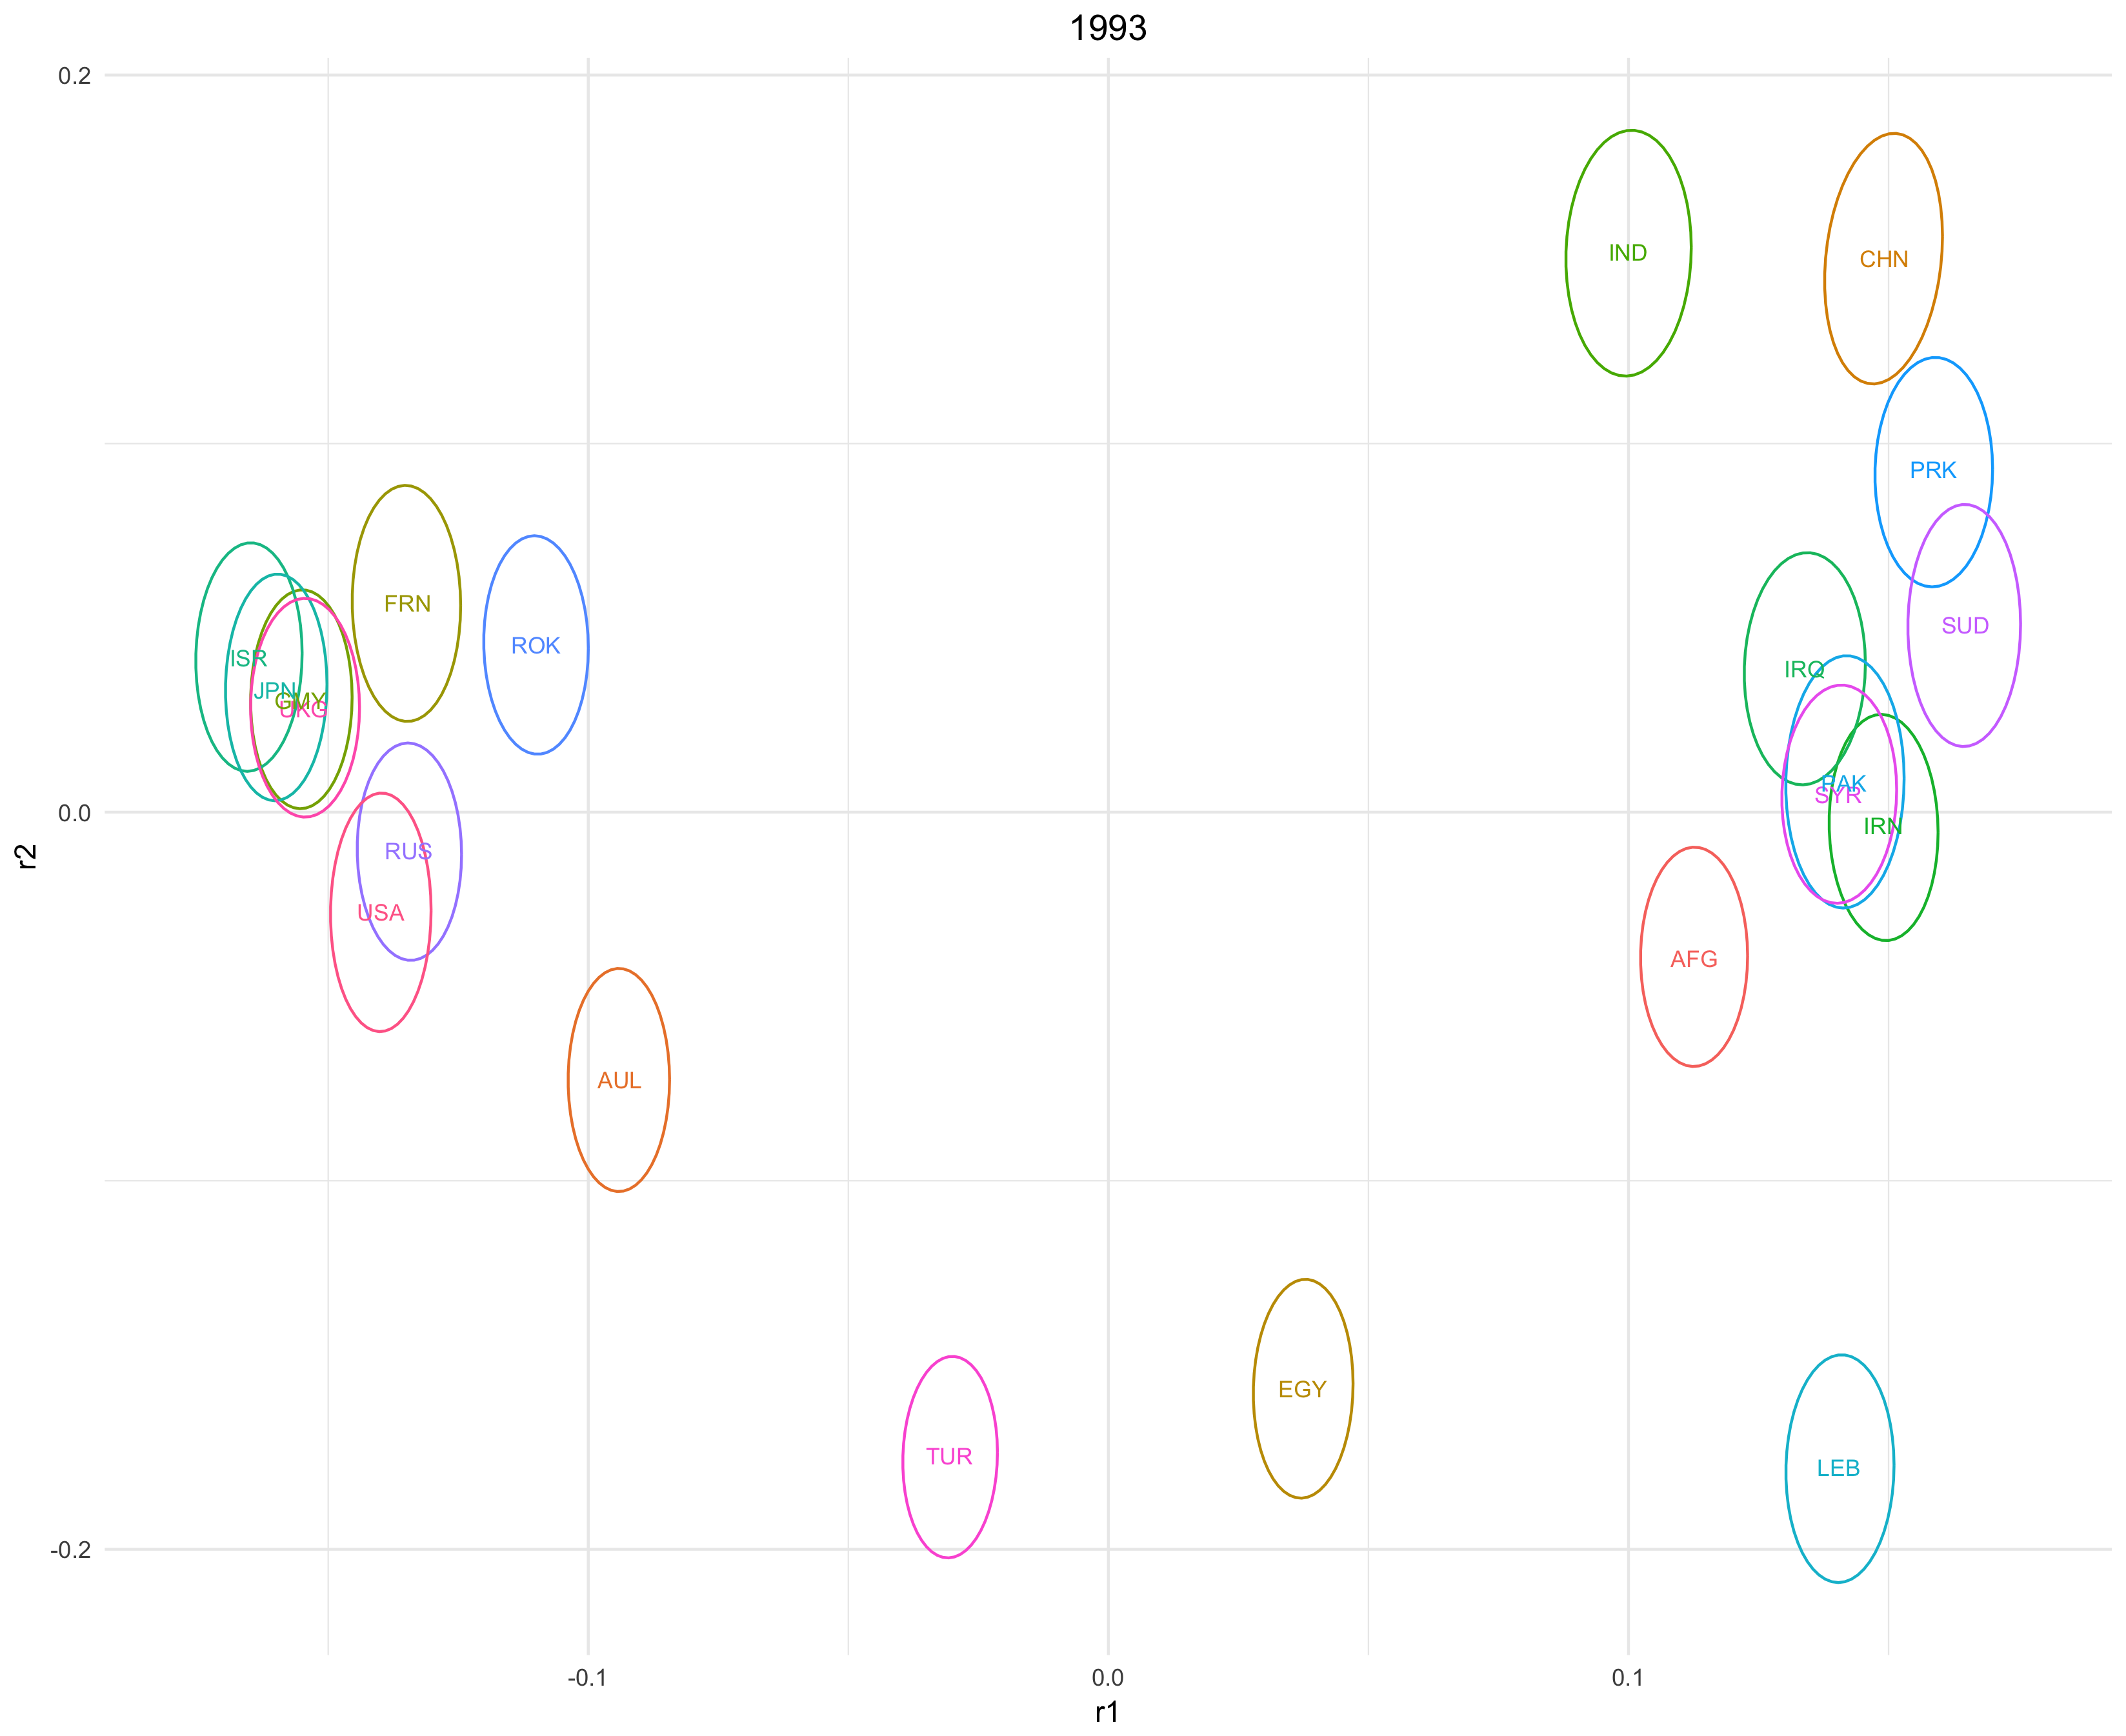 1993
0.2
IND
CHN
PRK
FRN
SUD
ROK
ISR
IRQ
JPN
GMY
UKG
PAK
SYR
0.0
IRN
RUS
r2
USA
AFG
AUL
EGY
TUR
LEB
-0.2
-0.1
0.0
0.1
r1